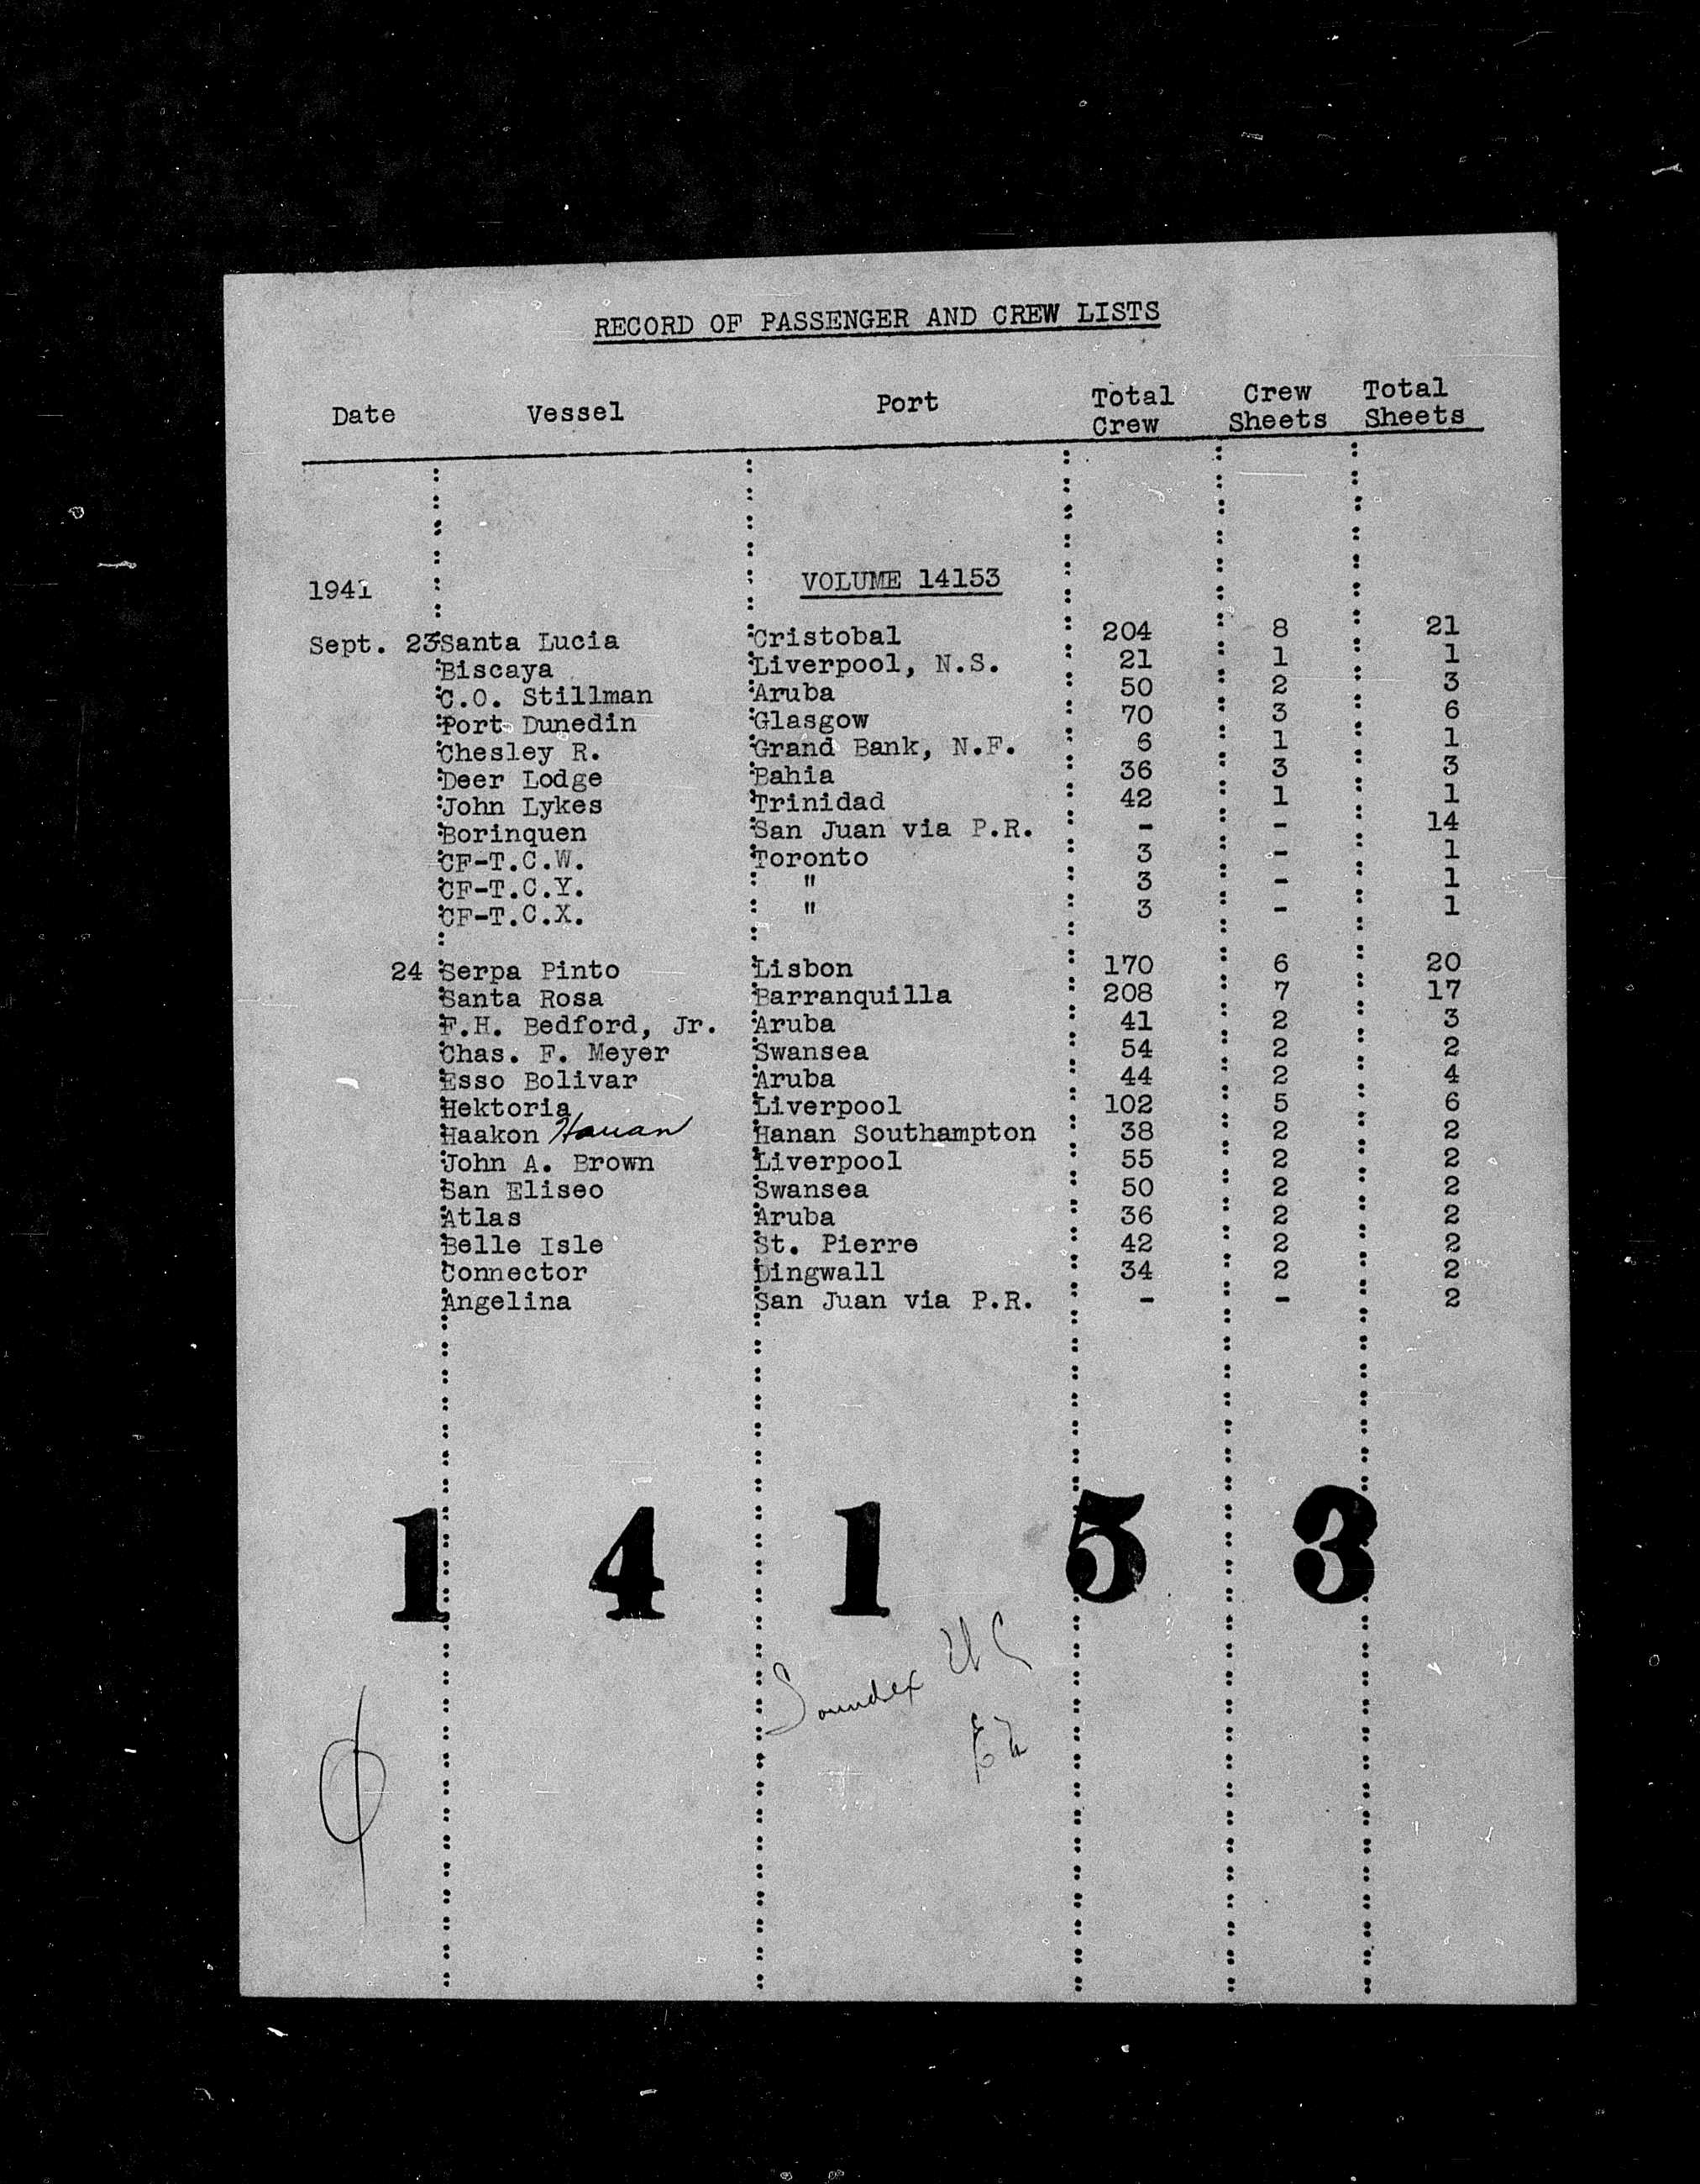 RECORD OF PASSENGER AND CREW LISTS
Date Vessel Port Total Crew Crew Sheets Total Sheets
1941 VOLUME 14153
Sept. 23 Santa Lucia Cristobal 204 8 21
Biscaya Liverpool, N.S. 21 1 1
C.O. Stillman Aruba 50 2 3
Port Dunedin Glasgow 70 3 6
Chesley R. Grand Bank, N.F. 6 1 1
Deer Lodge Bahia 36 3 3
John Lykes Trinidad 42 1 1
Borinquen San Juan via P.R. - - 14
CF-T.C.W. Toronto 3 - 1
CF-T.C.Y. " 3 - 1
CF-T.C.X. " 3 - 1
24 Serpa Pinto Lisbon 170 6 20
Santa Rosa Barranquilla 208 7 17
F.H. Bedford, Jr. Aruba 41 2 3
Chas. F. Meyer Swansea 54 2 2
Esso Bolivar Aruba 44 2 4
Hektoria Liverpool 102 5 6
Haakon Hauan Hanan Southampton 38 2 2
John A. Brown Liverpool 55 2 2
San Eliseo Swansea 50 2 2
Atlas Aruba 36 2 2
Belle Isle St. Pierre 42 2 2
Connector Dingwall 34 2 2
Angelina San Juan via P.R. - - 2
1 4 1 5 3
Soundex